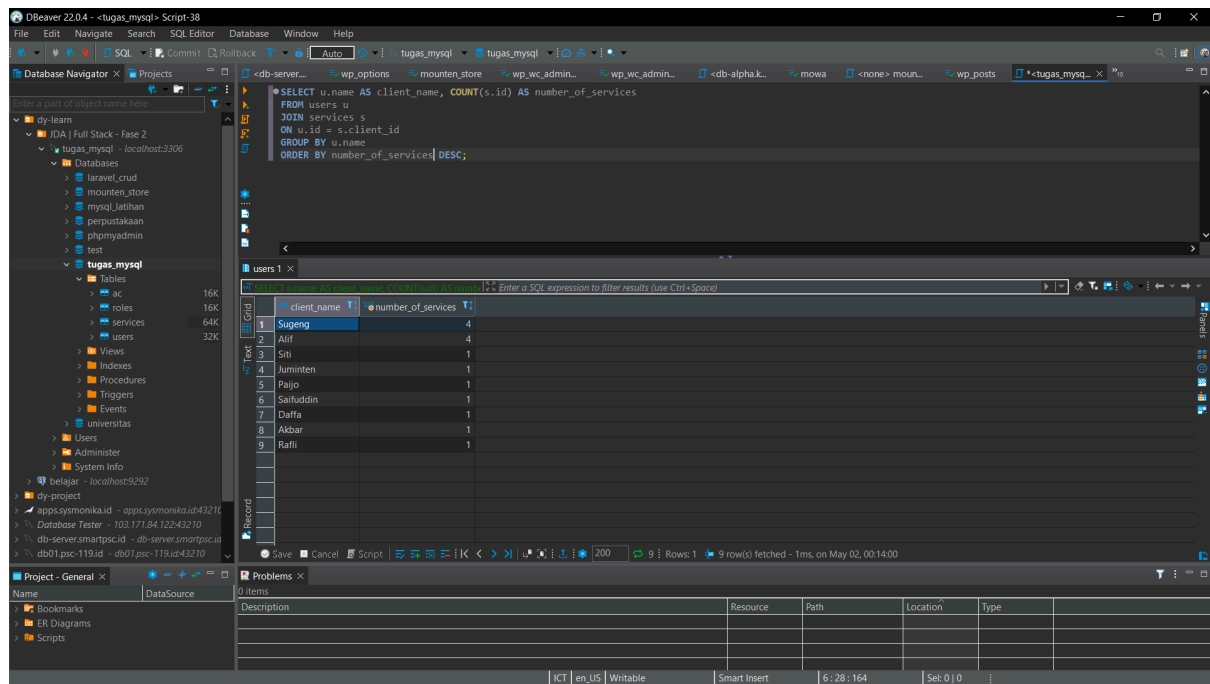 DBeaver 22.0.4 - <tugas_mysql> Script-38
File Edit Navigate Search SQL Editor Database Window Help
SQL Commit Rollback Auto tugas_mysql tugas_mysql
Database Navigator Projects
Enter a part of object name here
dy-learn
JDA | Full Stack - Fase 2
tugas_mysql - localhost:3306
Databases
laravel_crud
mounten_store
mysql_latihan
perpustakaan
phpmyadmin
test
tugas_mysql
Tables
ac 16K
roles 16K
services 64K
users 32K
Views
Indexes
Procedures
Triggers
Events
universitas
Users
Administer
System Info
belajar - localhost:9292
dy-project
apps.sysmonika.id - apps.sysmonika.id:43210
Database Tester - 103.171.84.122:43210
db-server.smartpsc.id - db-server.smartpsc.id
db01.psc-119.id - db01.psc-119.id:43210
<db-server.... wp_options mounten_store wp_wc_admin... wp_wc_admin... <db-alpha.k... mowa <none> moun... wp_posts *<tugas_mysq... »10
SELECT u.name AS client_name, COUNT(s.id) AS number_of_services
FROM users u
JOIN services s
ON u.id = s.client_id
GROUP BY u.name
ORDER BY number_of_services DESC;
users 1
SELECT u.name AS client_name, COUNT(s.id) AS numb Enter a SQL expression to filter results (use Ctrl+Space)
Grid
Text
Record
Panels
client_name number_of_services
1 Sugeng 4
2 Alif 4
3 Siti 1
4 Juminten 1
5 Paijo 1
6 Saifuddin 1
7 Daffa 1
8 Akbar 1
9 Rafli 1
Save Cancel Script 200 9 Rows: 1 9 row(s) fetched - 1ms, on May 02, 00:14:00
Project - General
Name DataSource
Bookmarks
ER Diagrams
Scripts
Problems
0 items
Description Resource Path Location Type
ICT en_US Writable Smart Insert 6 : 28 : 164 Sel: 0 | 0